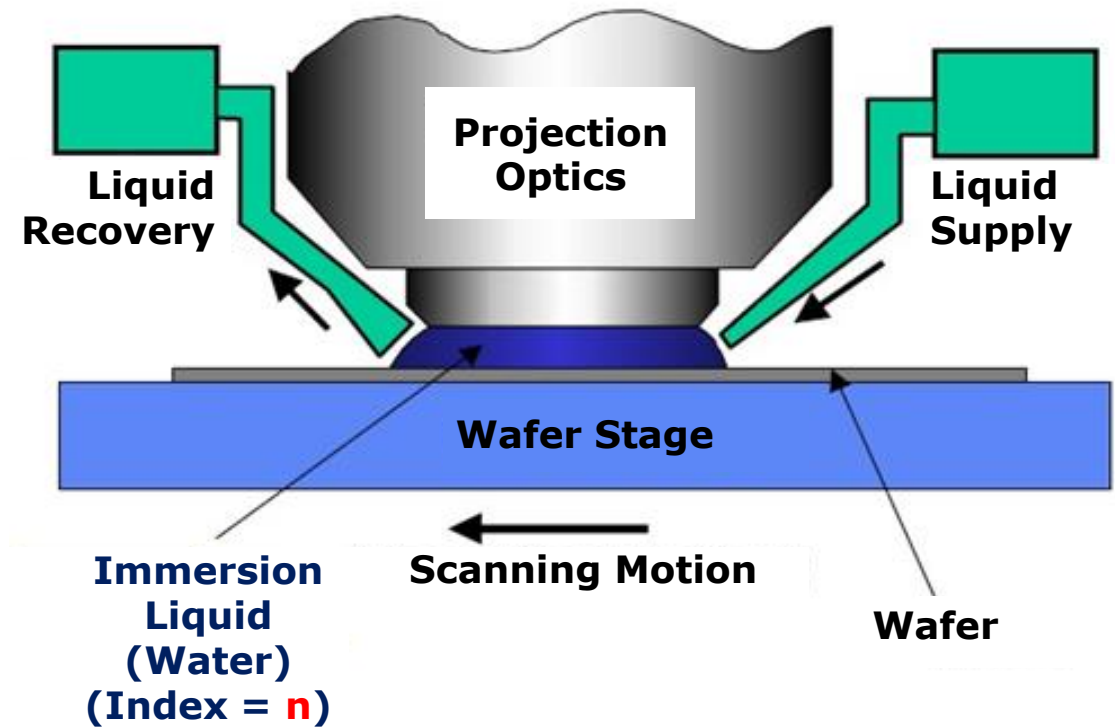 Projection
Optics
Liquid
Recovery
Liquid
Supply
Wafer Stage
Immersion
Liquid
(Water)
(Index = n)
Scanning Motion
Wafer